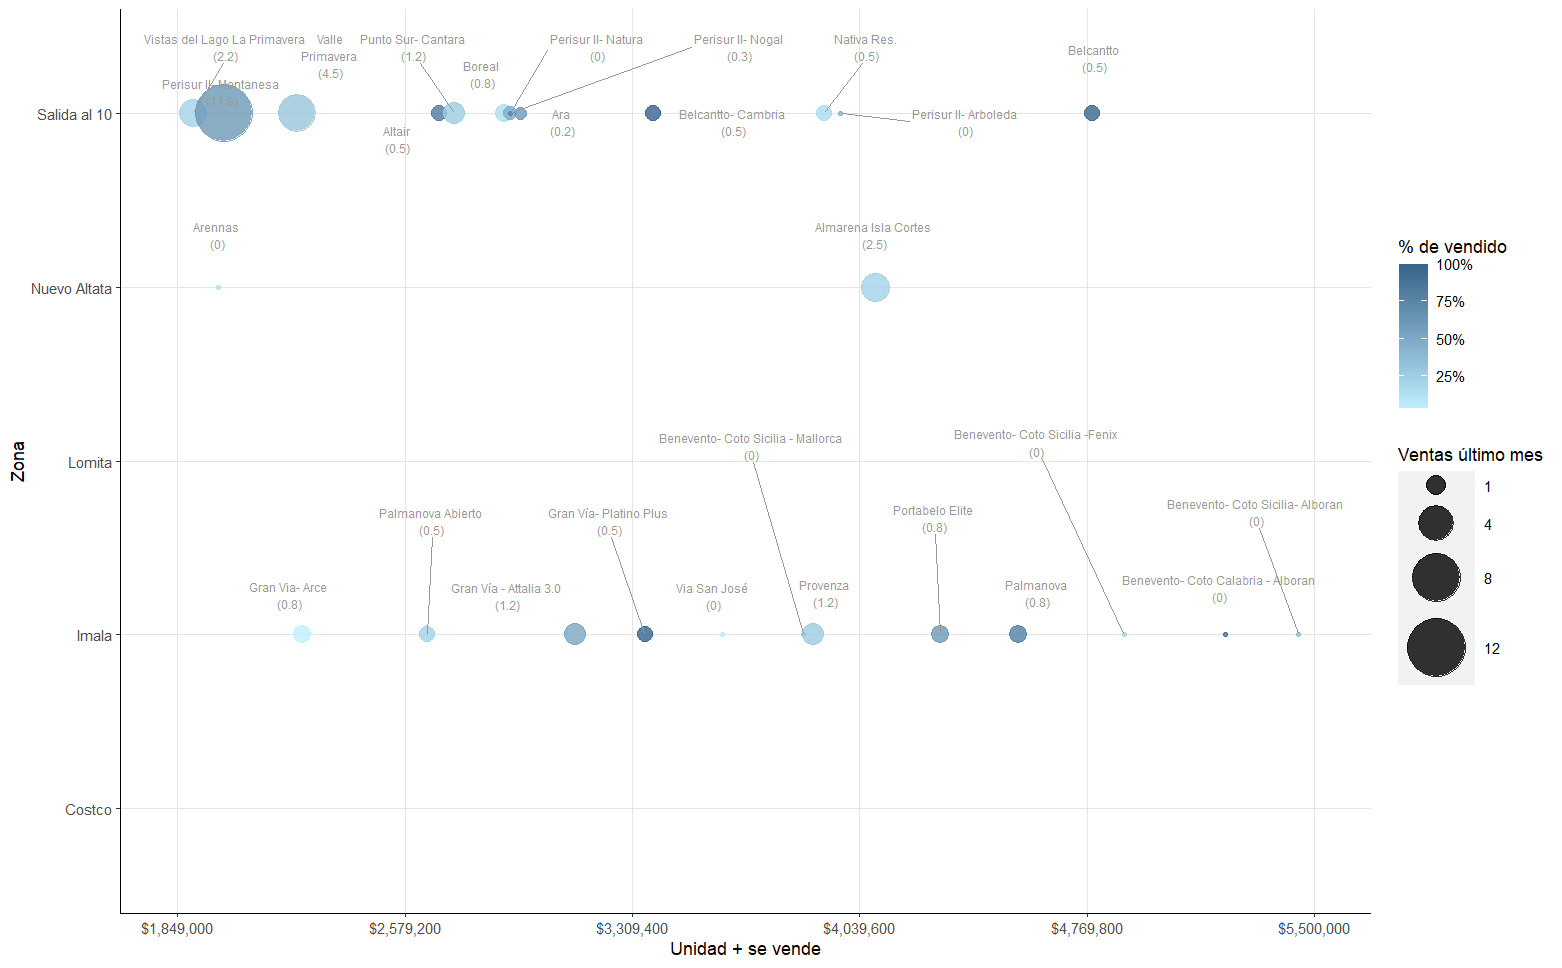 Vistas del Lago La Primavera
(2.2)
Valle
Primavera
(4.5)
Punto Sur- Cantara
(1.2)
Boreal
(0.8)
Perisur II- Natura
(0)
Perisur II- Nogal
(0.3)
Nativa Res.
(0.5)
Belcantto
(0.5)
Perisur II- Montanesa
(11.8)
Altair
(0.5)
Ara
(0.2)
Belcantto- Cambria
(0.5)
Perisur II- Arboleda
(0)
Arennas
(0)
Almarena Isla Cortes
(2.5)
Benevento- Coto Sicilia - Mallorca
(0)
Benevento- Coto Sicilia -Fenix
(0)
Palmanova Abierto
(0.5)
Gran Vía- Platino Plus
(0.5)
Portabelo Elite
(0.8)
Benevento- Coto Sicilia- Alboran
(0)
Gran Via- Arce
(0.8)
Gran Vía - Attalia 3.0
(1.2)
Via San José
(0)
Provenza
(1.2)
Palmanova
(0.8)
Benevento- Coto Calabria - Alboran
(0)
Zona
Salida al 10
Nuevo Altata
Lomita
Imala
Costco
$1,849,000
$2,579,200
$3,309,400
$4,039,600
$4,769,800
$5,500,000
Unidad + se vende
% de vendido
100%
75%
50%
25%
Ventas último mes
1
4
8
12